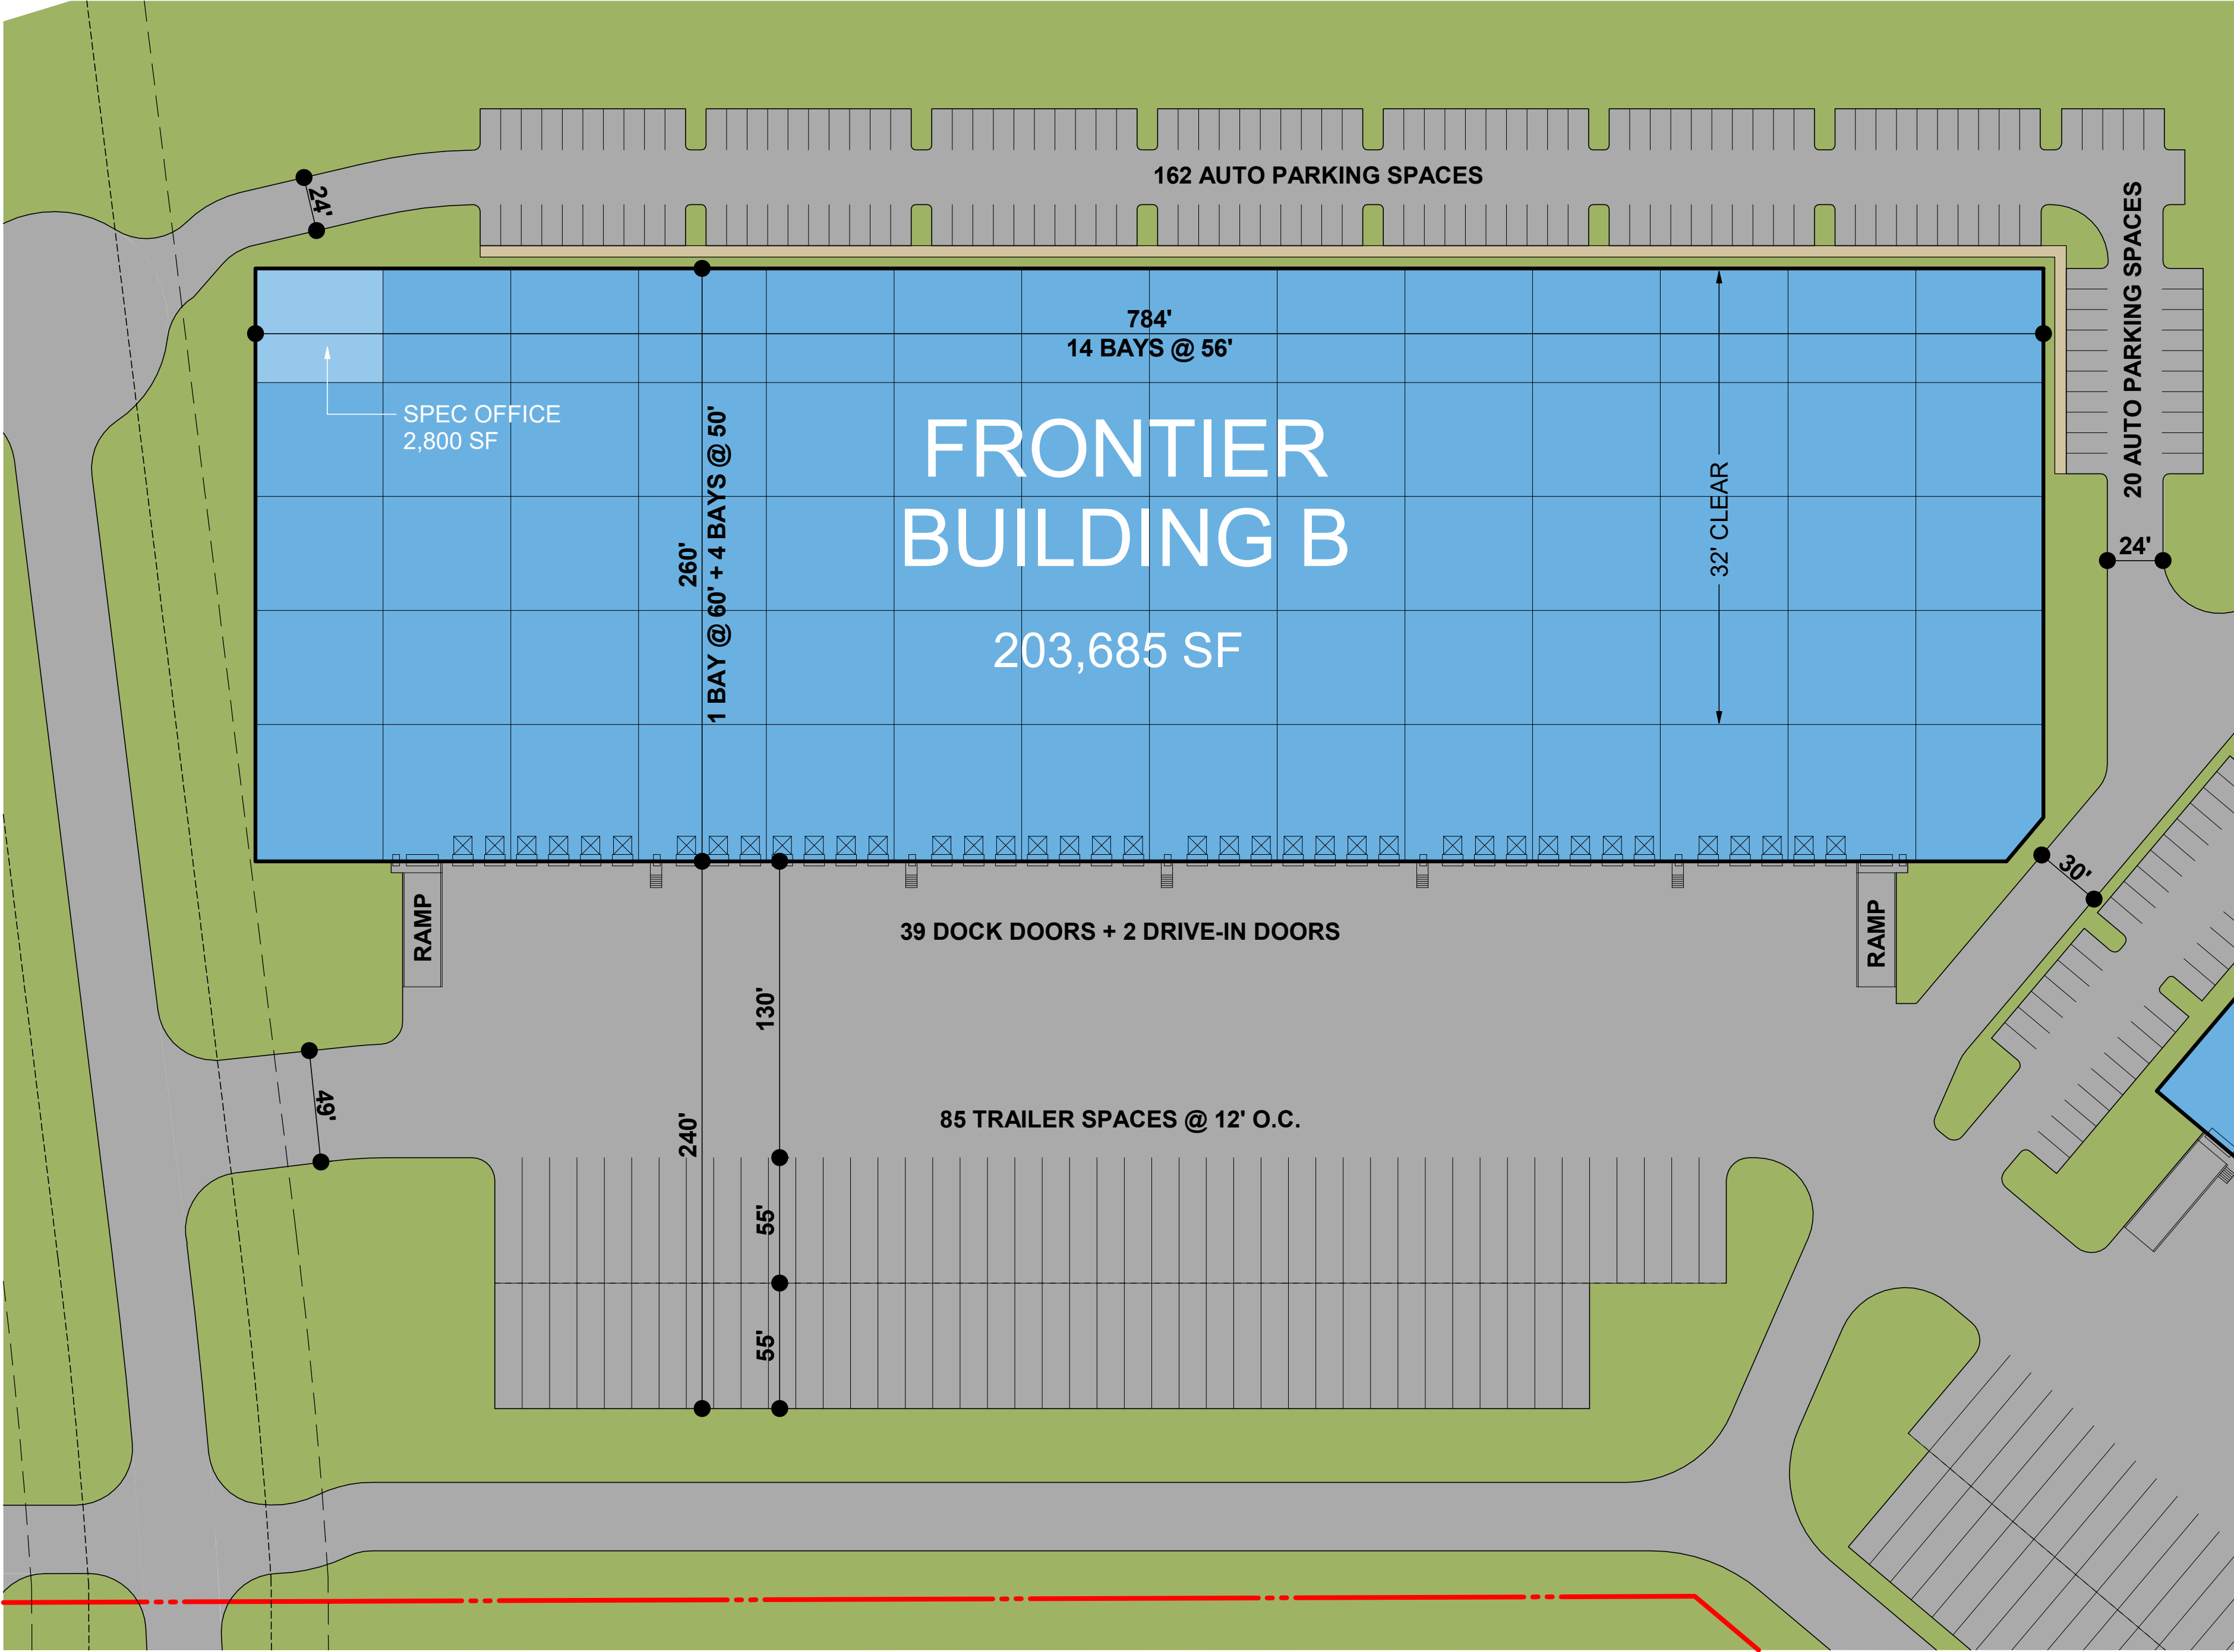 162 AUTO PARKING SPACES
24'
20 AUTO PARKING SPACES
784'
14 BAYS @ 56'
SPEC OFFICE
2,800 SF
FRONTIER
BUILDING B
203,685 SF
260'
1 BAY @ 60' + 4 BAYS @ 50'
32' CLEAR
24'
30'
RAMP
39 DOCK DOORS + 2 DRIVE-IN DOORS
RAMP
130'
49'
240'
85 TRAILER SPACES @ 12' O.C.
55'
55'